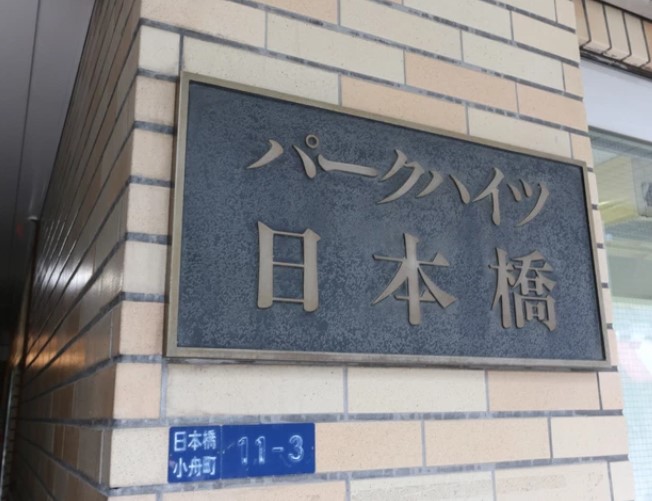 パークハイツ
日本橋
日本橋
小舟町
11-3